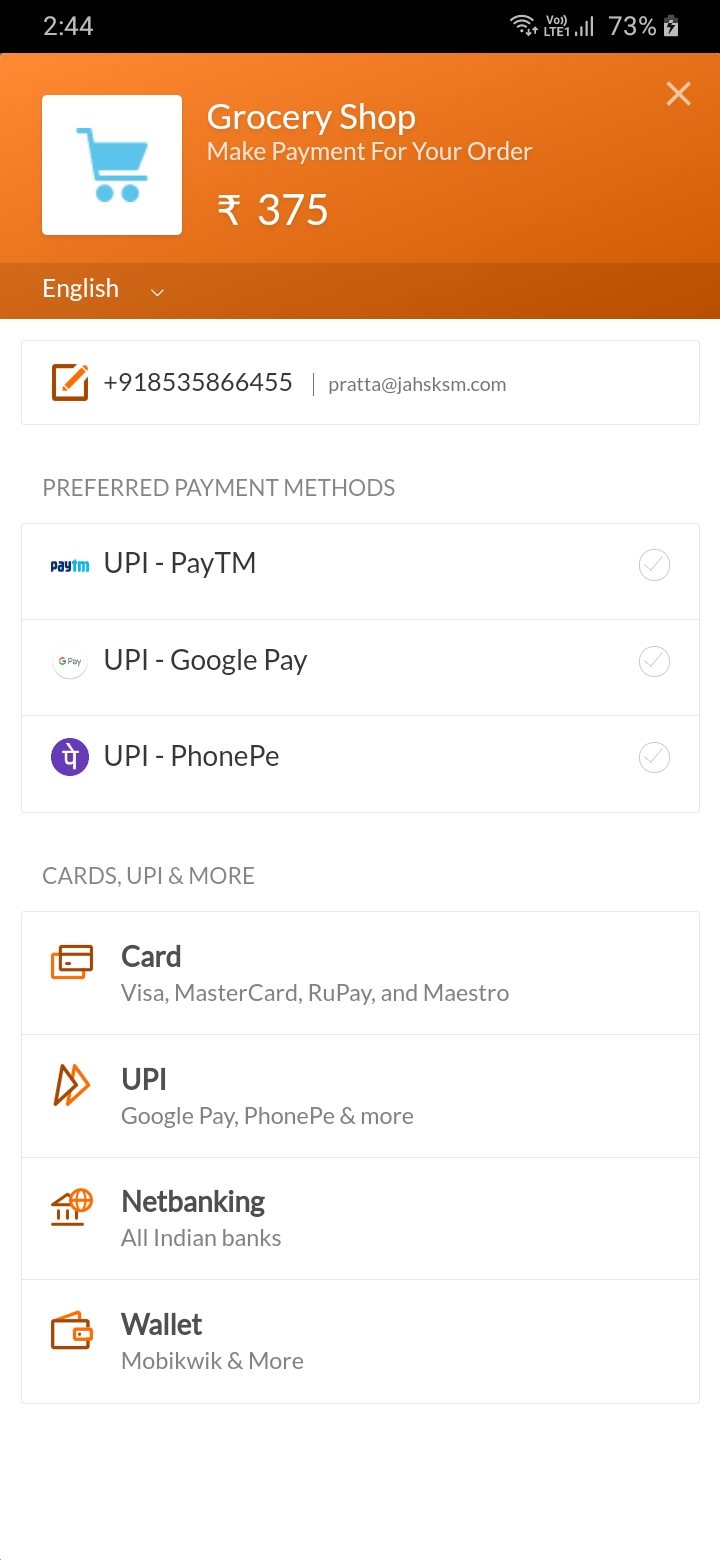 2:44 Vo)) LTE1 73%
Grocery Shop
Make Payment For Your Order
₹ 375
English
+918535866455 | pratta@jahsksm.com
PREFERRED PAYMENT METHODS
paytm UPI - PayTM
G Pay UPI - Google Pay
पे UPI - PhonePe
CARDS, UPI & MORE
Card
Visa, MasterCard, RuPay, and Maestro
UPI
Google Pay, PhonePe & more
Netbanking
All Indian banks
Wallet
Mobikwik & More